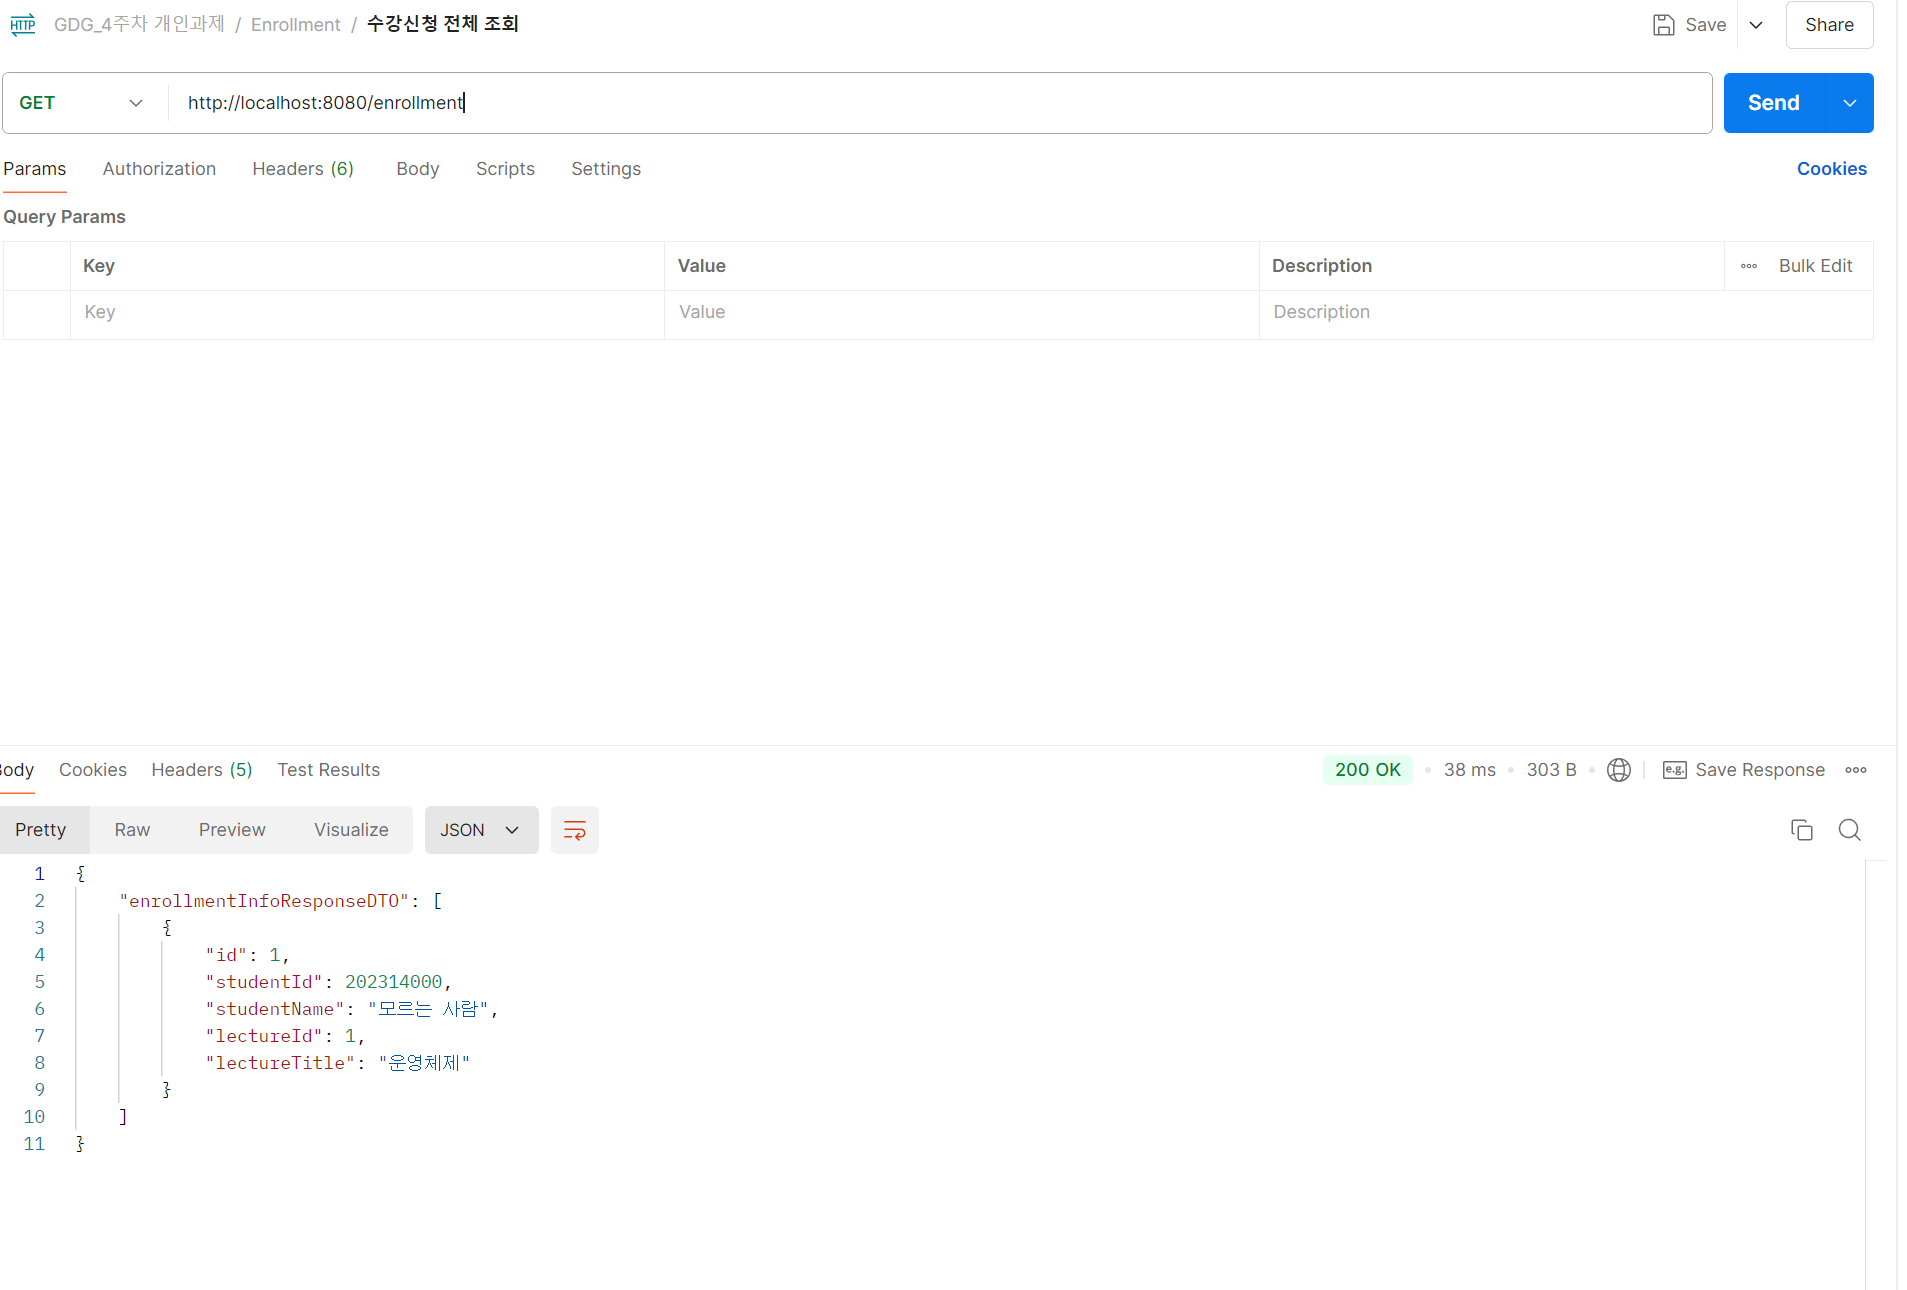 HTTP GDG_4주차 개인과제 / Enrollment / 수강신청 전체 조회 Save Share
GET http://localhost:8080/enrollment Send
Params Authorization Headers (6) Body Scripts Settings Cookies
Query Params
Key Value Description Bulk Edit
Key Value Description
Body Cookies Headers (5) Test Results 200 OK 38 ms 303 B e.g. Save Response
Pretty Raw Preview Visualize JSON
1 {
2 "enrollmentInfoResponseDTO": [
3 {
4 "id": 1,
5 "studentId": 202314000,
6 "studentName": "모르는 사람",
7 "lectureId": 1,
8 "lectureTitle": "운영체제"
9 }
10 ]
11 }